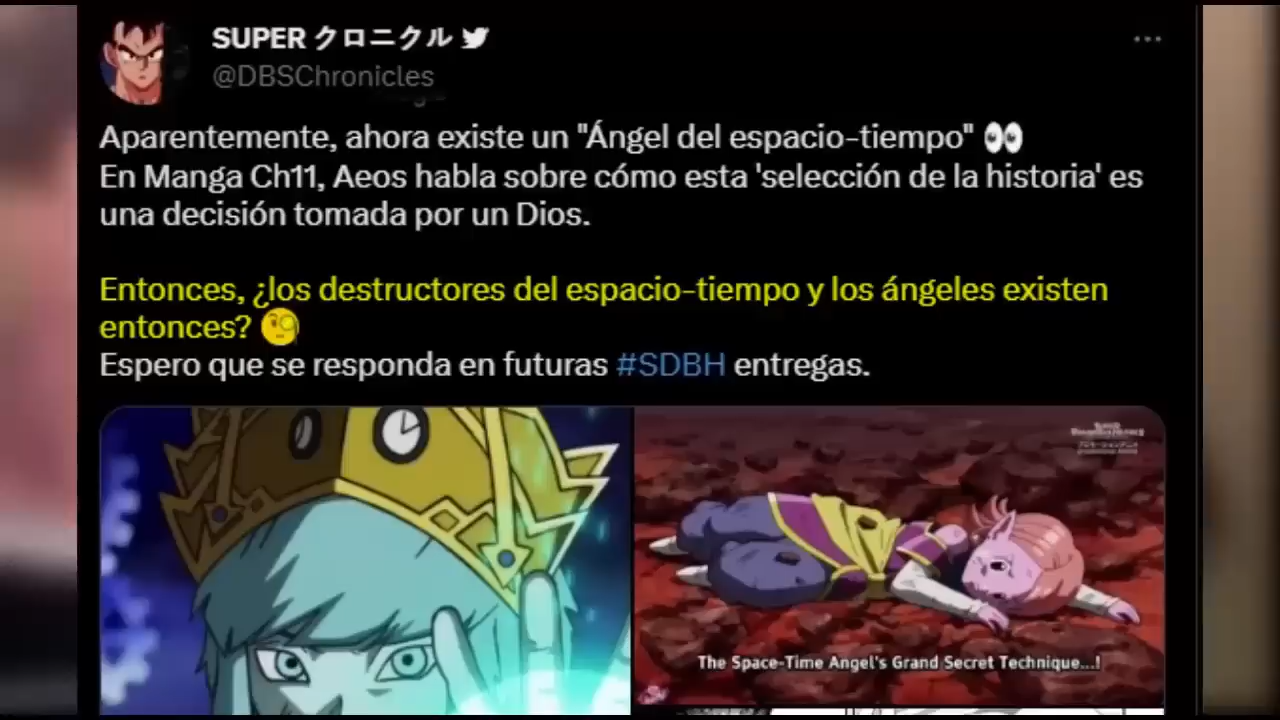 SUPER クロニクル
@DBSChronicles
Aparentemente, ahora existe un "Ángel del espacio-tiempo" 👀
En Manga Ch11, Aeos habla sobre cómo esta 'selección de la historia' es
una decisión tomada por un Dios.
Entonces, ¿los destructores del espacio-tiempo y los ángeles existen
entonces? 🧐
Espero que se responda en futuras #SDBH entregas.
The Space-Time Angel's Grand Secret Technique...!